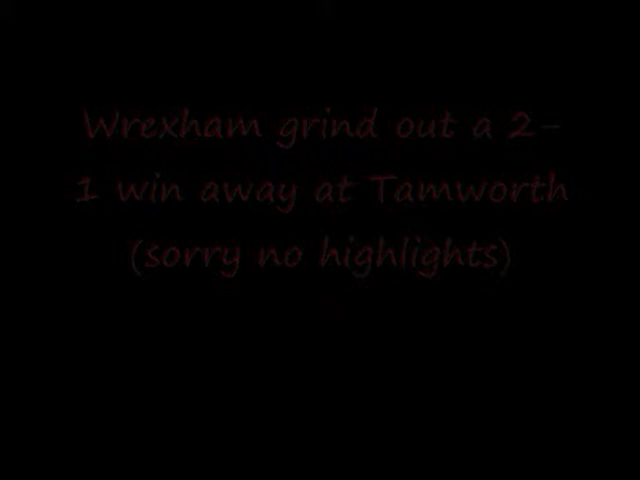 Wrexham grind out a 2-
1 win away at Tamworth
(sorry no highlights)